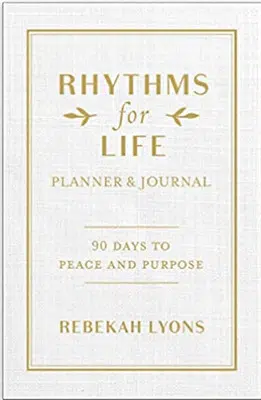 RHYTHMS
for
LIFE
PLANNER & JOURNAL
90 DAYS TO
PEACE AND PURPOSE
REBEKAH LYONS